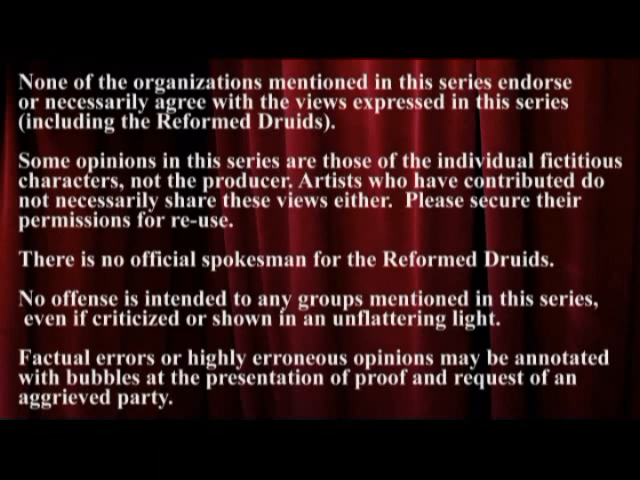 None of the organizations mentioned in this series endorse
or necessarily agree with the views expressed in this series
(including the Reformed Druids).
Some opinions in this series are those of the individual fictitious
characters, not the producer. Artists who have contributed do
not necessarily share these views either.  Please secure their
permissions for re-use.
There is no official spokesman for the Reformed Druids.
No offense is intended to any groups mentioned in this series,
even if criticized or shown in an unflattering light.
Factual errors or highly erroneous opinions may be annotated
with bubbles at the presentation of proof and request of an
aggrieved party.